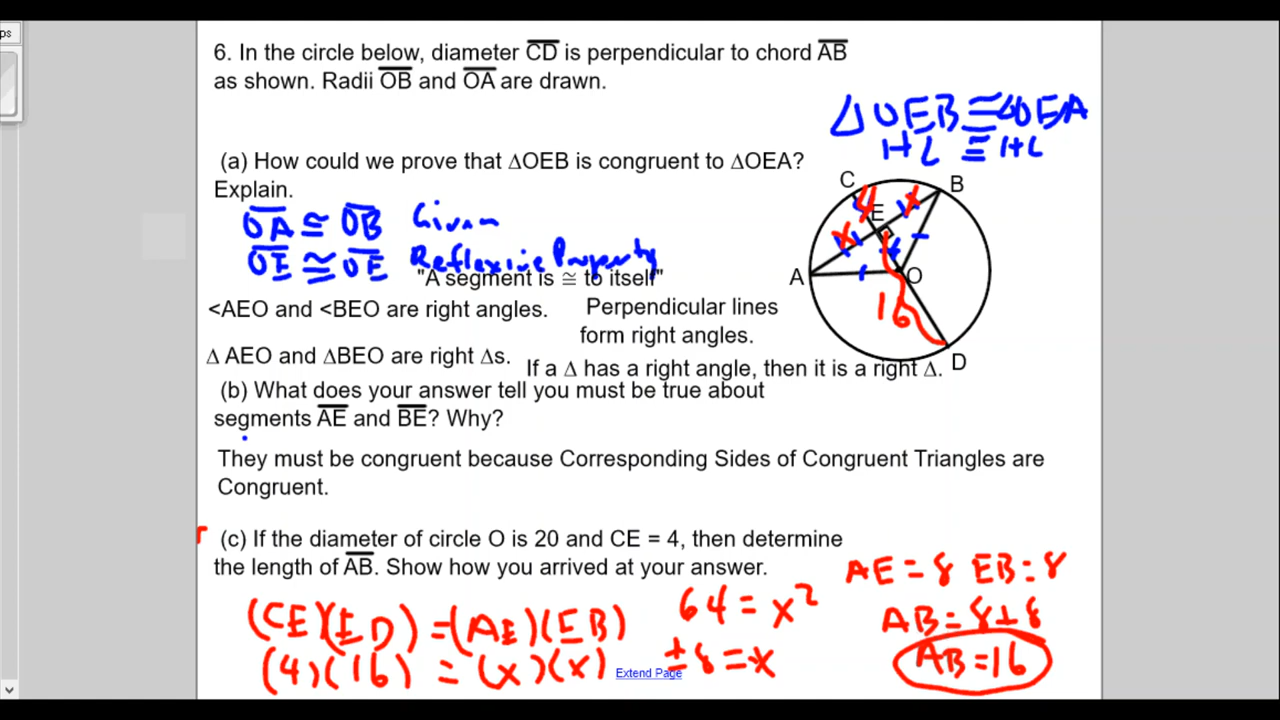 ps
6. In the circle below, diameter CD is perpendicular to chord AB
as shown. Radii OB and OA are drawn.
△OEB ≅ △OEA
HL ≅ HL
(a) How could we prove that ∆OEB is congruent to ∆OEA?
Explain.
OA ≅ OB Given
OE ≅ OE Reflexive Property
"A segment is ≅ to itself"
<AEO and <BEO are right angles.
Perpendicular lines
form right angles.
∆ AEO and ∆BEO are right ∆s.
If a ∆ has a right angle, then it is a right ∆.
C
B
4
E
x
x
A
O
16
D
(b) What does your answer tell you must be true about
segments AE and BE? Why?
They must be congruent because Corresponding Sides of Congruent Triangles are
Congruent.
r
(c) If the diameter of circle O is 20 and CE = 4, then determine
the length of AB. Show how you arrived at your answer.
(CE)(ED) = (AE)(EB)
(4)(16) = (x)(x)
64 = x²
±8 = x
AE = 8 EB = 8
AB = 8+8
AB = 16
Extend Page